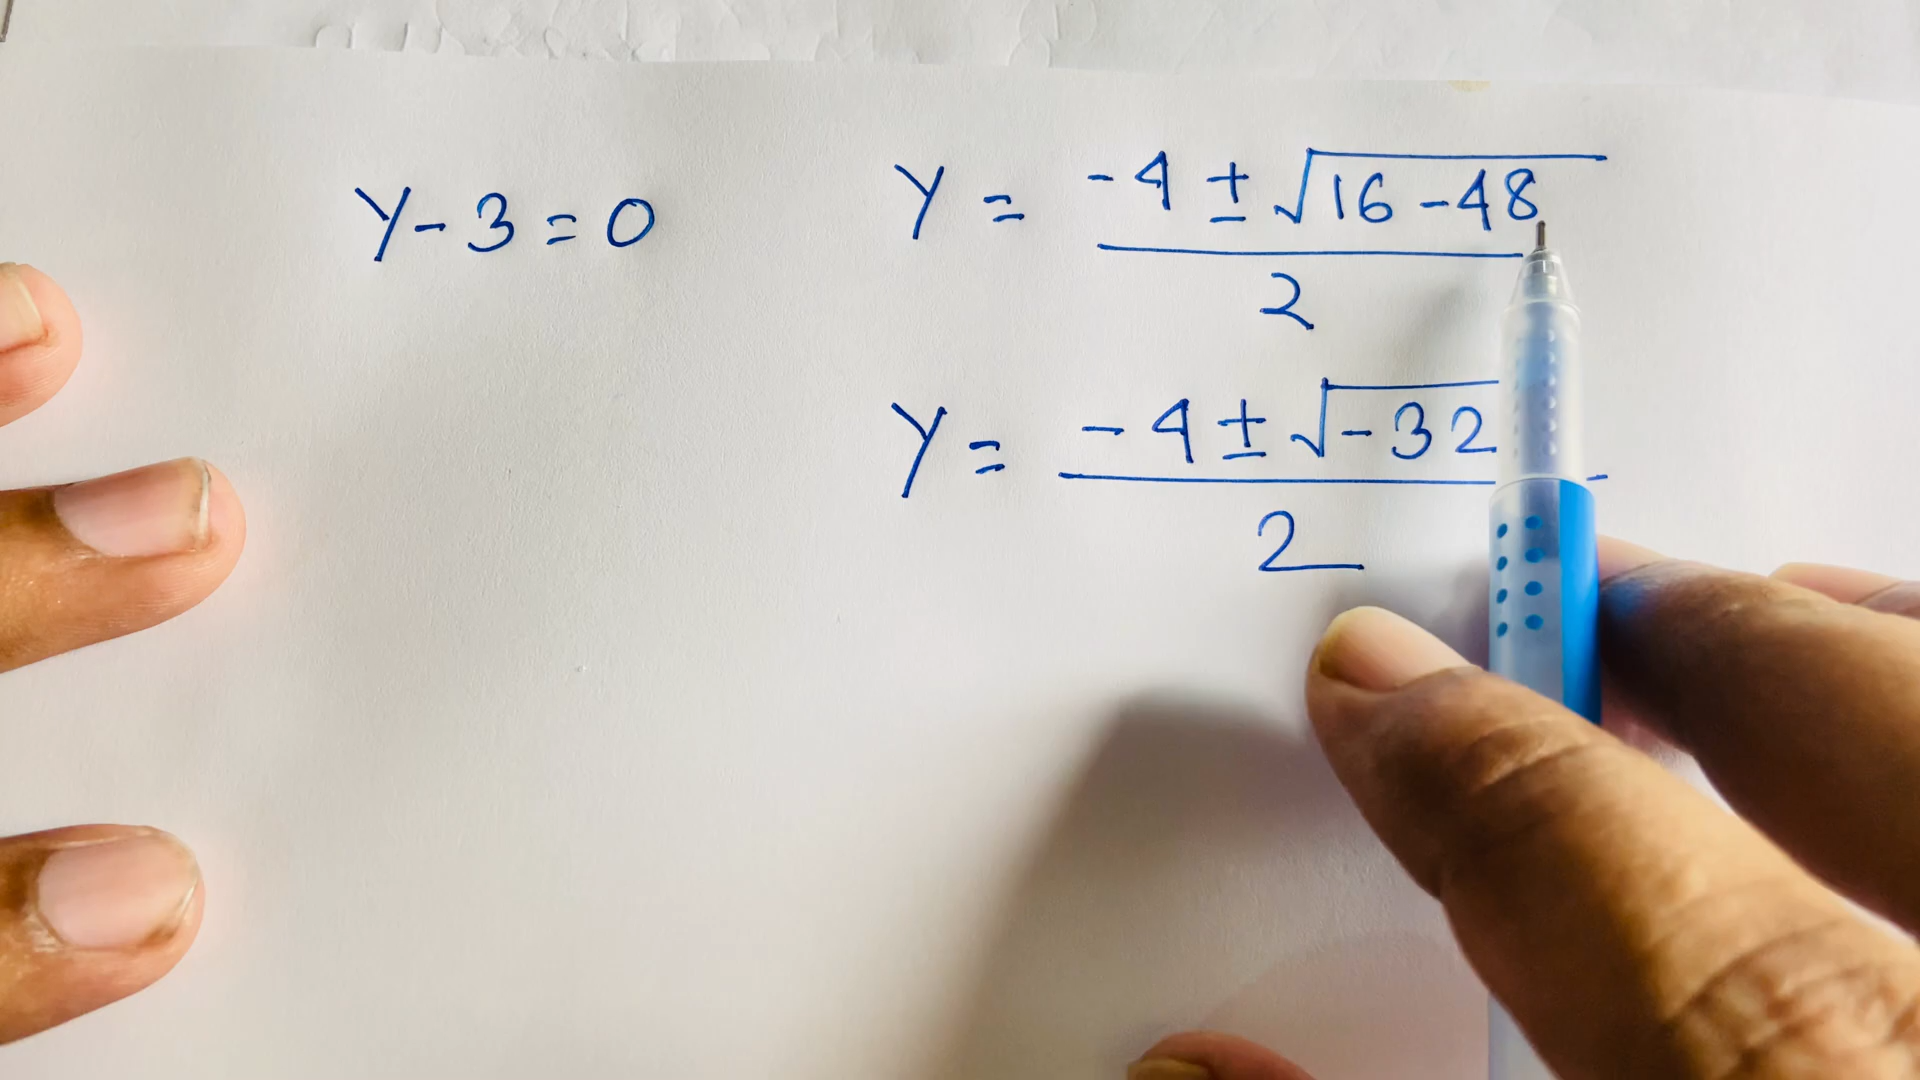 Y - 3 = 0
Y = -4 ± √16 - 48
2
Y = -4 ± √-32
2